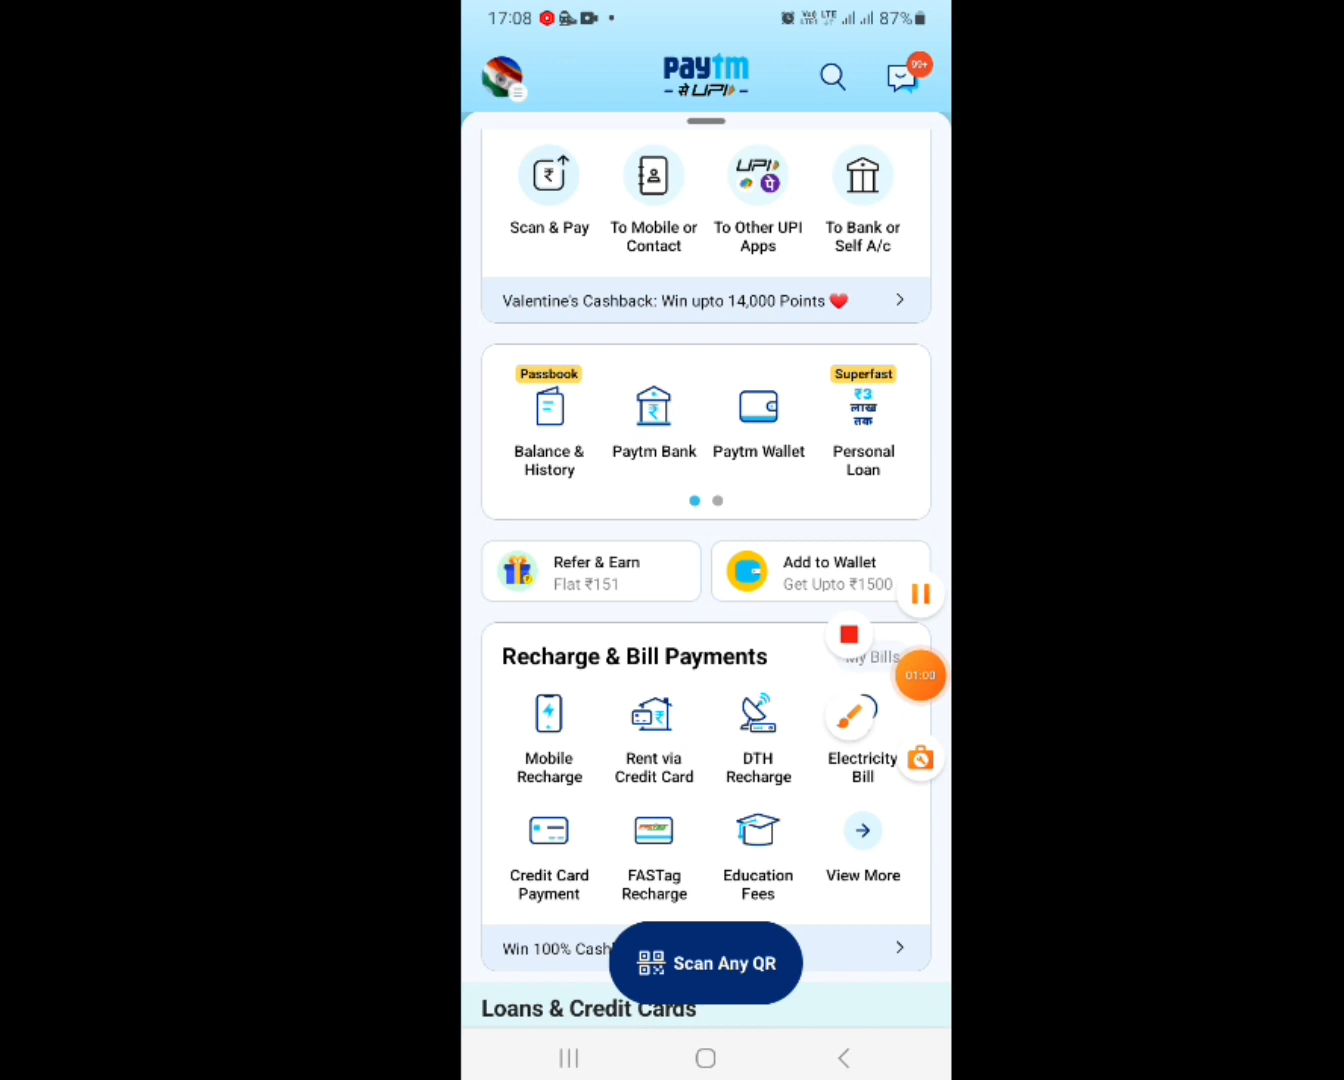 17:08
Vo) LTE
LTE1
87%
paytm
से UPI
99+
UPI
पे
Scan & Pay
To Mobile or
Contact
To Other UPI
Apps
To Bank or
Self A/c
Valentine's Cashback: Win upto 14,000 Points
Passbook
Superfast
₹3
लाख
तक
Balance &
History
Paytm Bank
Paytm Wallet
Personal
Loan
Refer & Earn
Flat ₹151
Add to Wallet
Get Upto ₹1500
Recharge & Bill Payments
My Bills
01:00
Mobile
Recharge
Rent via
Credit Card
DTH
Recharge
Electricity
Bill
Credit Card
Payment
FASTag
Recharge
Education
Fees
View More
Win 100% Cash
Scan Any QR
Loans & Credit Cards